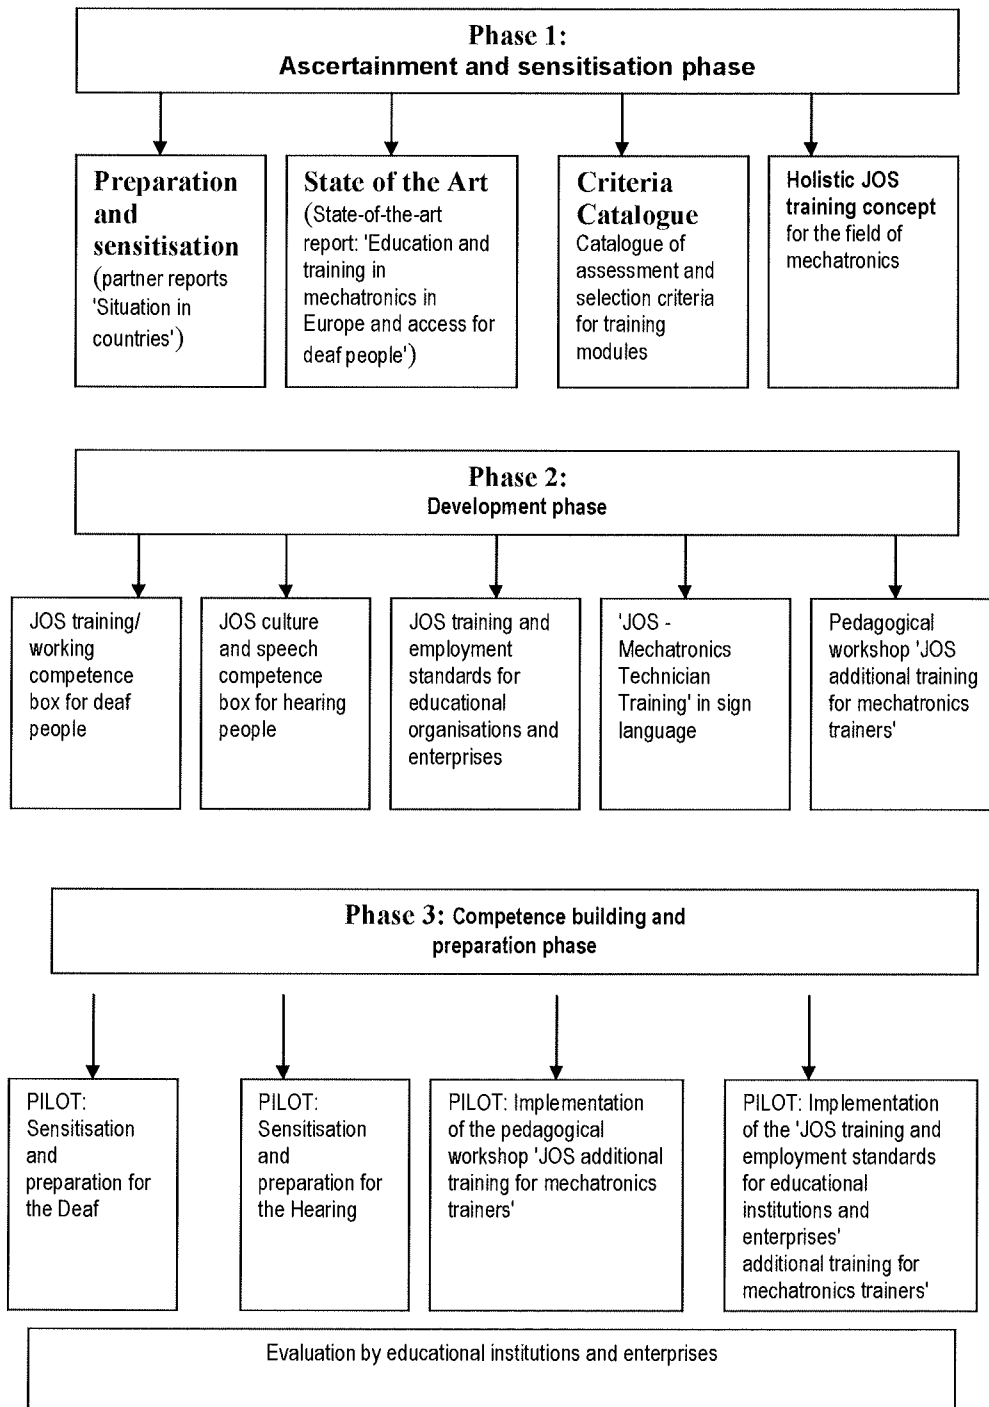 Phase 1:
Ascertainment and sensitisation phase
Preparation
and
sensitisation
(partner reports
'Situation in
countries')
State of the Art
(State-of-the-art
report: 'Education and
training in
mechatronics in
Europe and access for
deaf people')
Criteria
Catalogue
Catalogue of
assessment and
selection criteria
for training
modules
Holistic JOS
training concept
for the field of
mechatronics
Phase 2:
Development phase
JOS training/
working
competence
box for deaf
people
JOS culture
and speech
competence
box for hearing
people
JOS training and
employment
standards for
educational
organisations and
enterprises
'JOS -
Mechatronics
Technician
Training' in sign
language
Pedagogical
workshop 'JOS
additional training
for mechatronics
trainers'
Phase 3: Competence building and
preparation phase
PILOT:
Sensitisation
and
preparation for
the Deaf
PILOT:
Sensitisation
and
preparation for
the Hearing
PILOT: Implementation
of the pedagogical
workshop 'JOS additional
training for mechatronics
trainers'
PILOT: Implementation
of the 'JOS training and
employment standards
for educational
institutions and
enterprises'
additional training for
mechatronics trainers'
Evaluation by educational institutions and enterprises